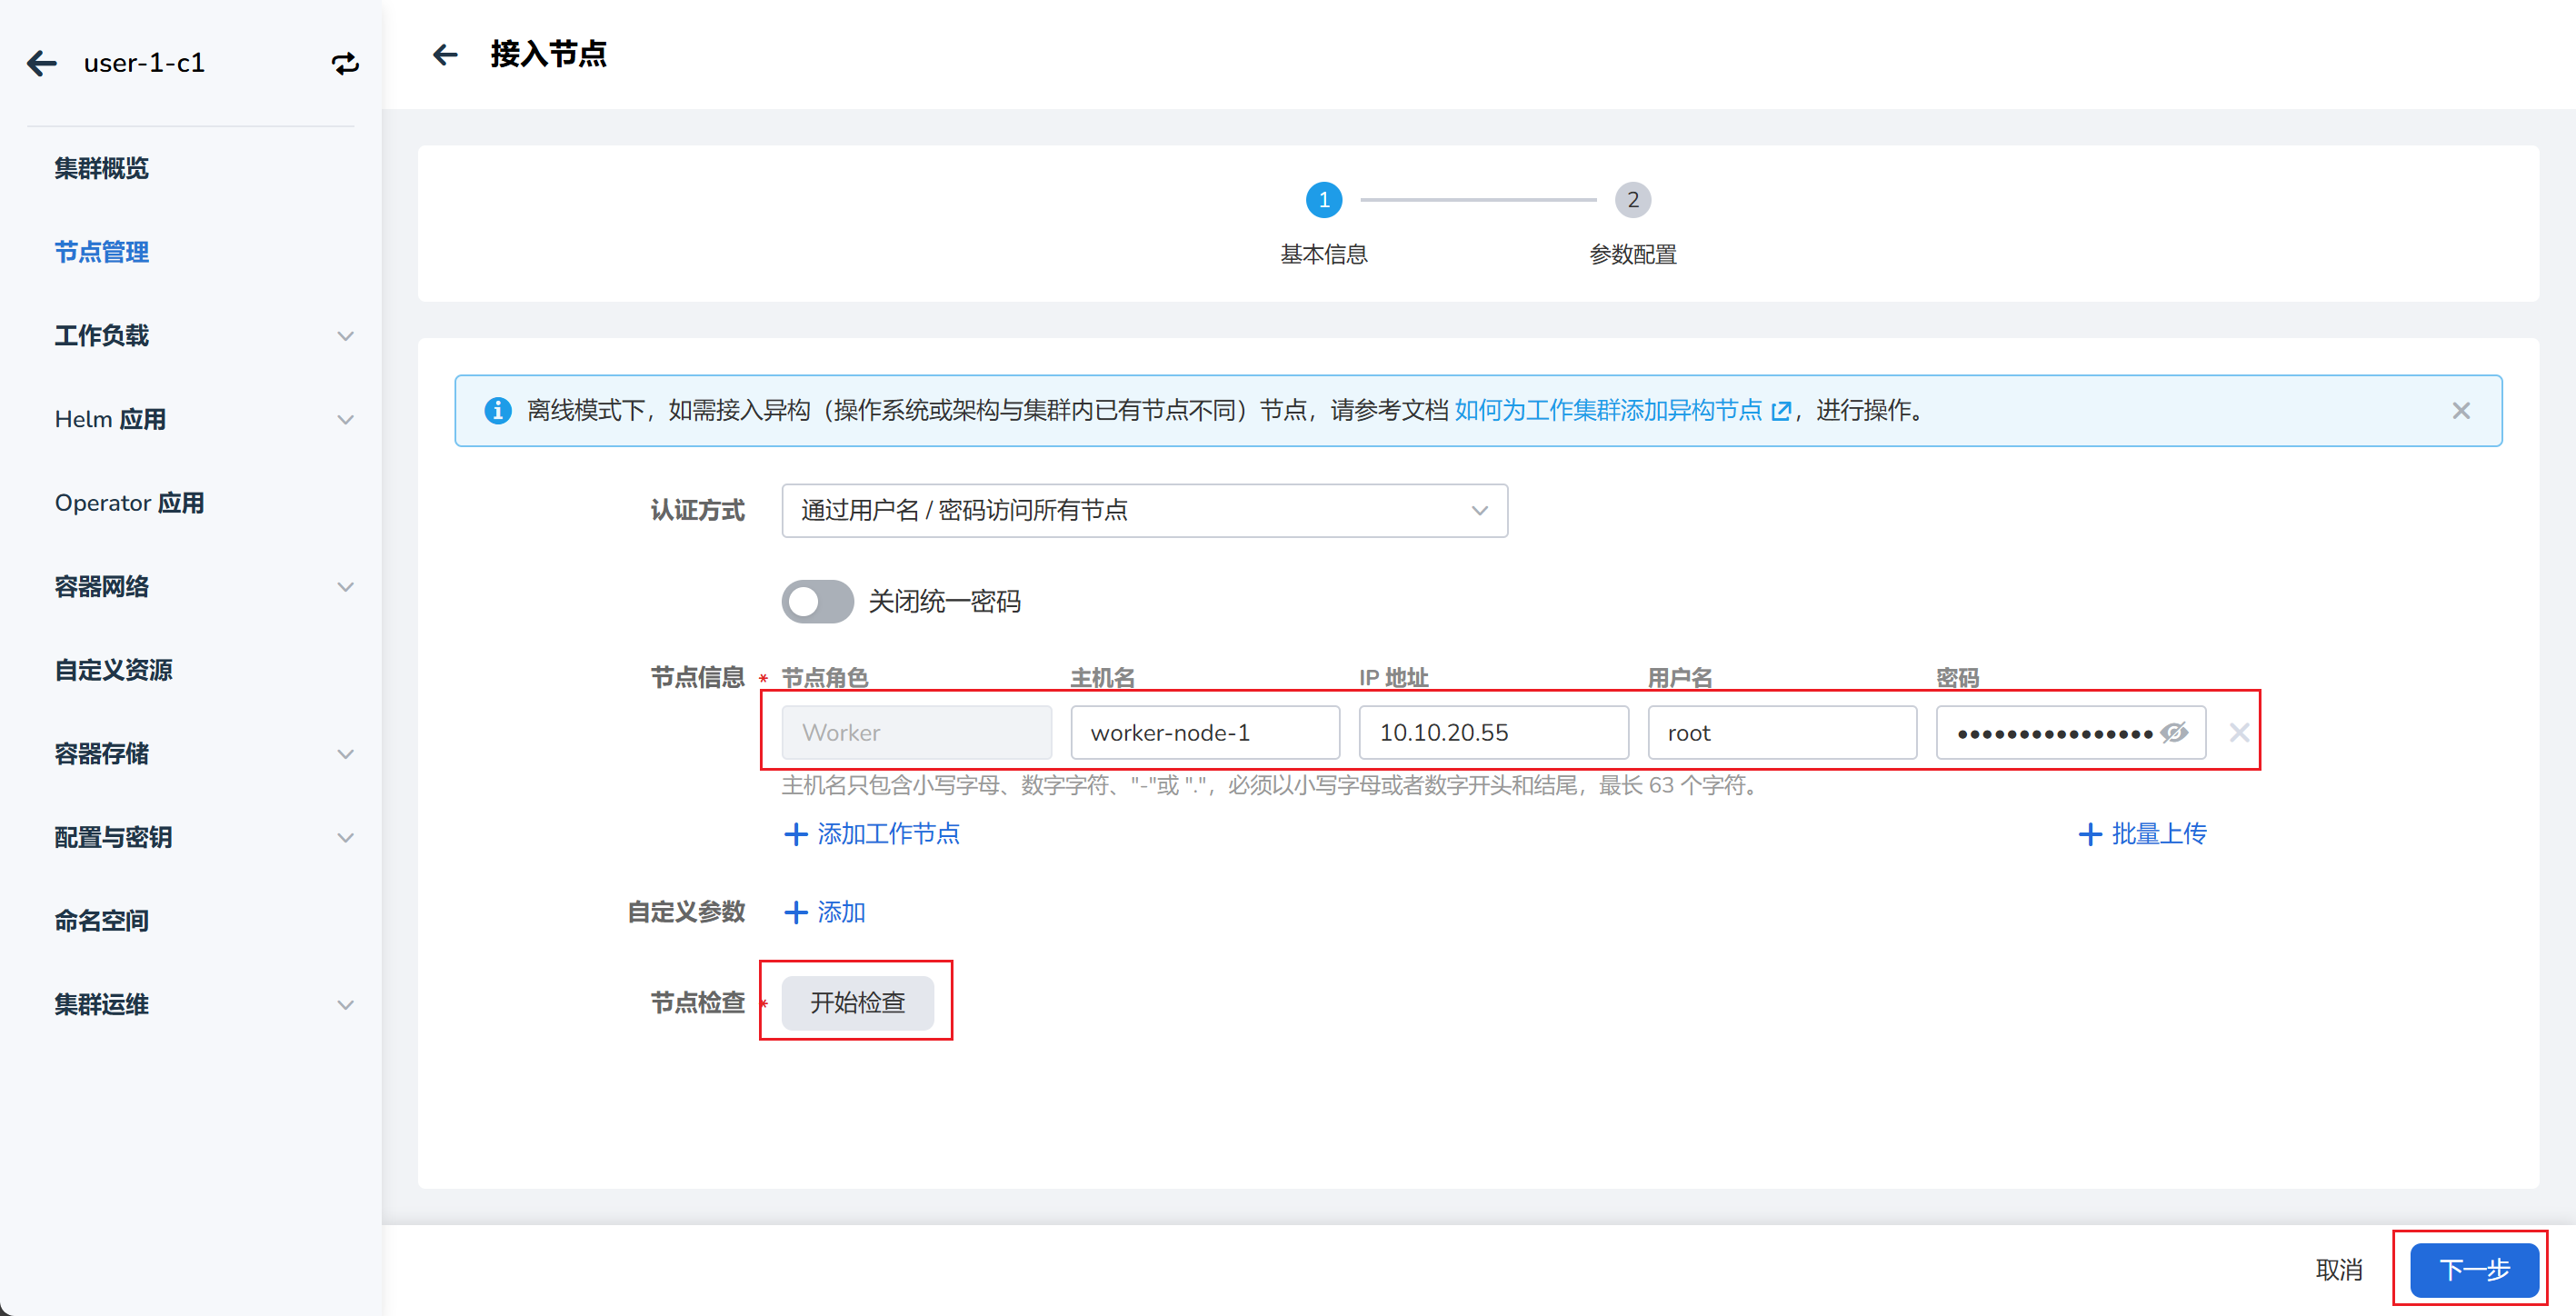 user-1-c1
集群概览
节点管理
工作负载
Helm 应用
Operator 应用
容器网络
自定义资源
容器存储
配置与密钥
命名空间
集群运维
接入节点
1 2
基本信息 参数配置
离线模式下，如需接入异构（操作系统或架构与集群内已有节点不同）节点，请参考文档 如何为工作集群添加异构节点 ，进行操作。
认证方式 通过用户名 / 密码访问所有节点
关闭统一密码
节点信息 * 节点角色 主机名 IP 地址 用户名 密码
Worker worker-node-1 10.10.20.55 root ••••••••••••••••
主机名只包含小写字母、数字字符、"-"或 "."，必须以小写字母或者数字开头和结尾，最长 63 个字符。
+ 添加工作节点 + 批量上传
自定义参数 + 添加
节点检查 * 开始检查
取消 下一步